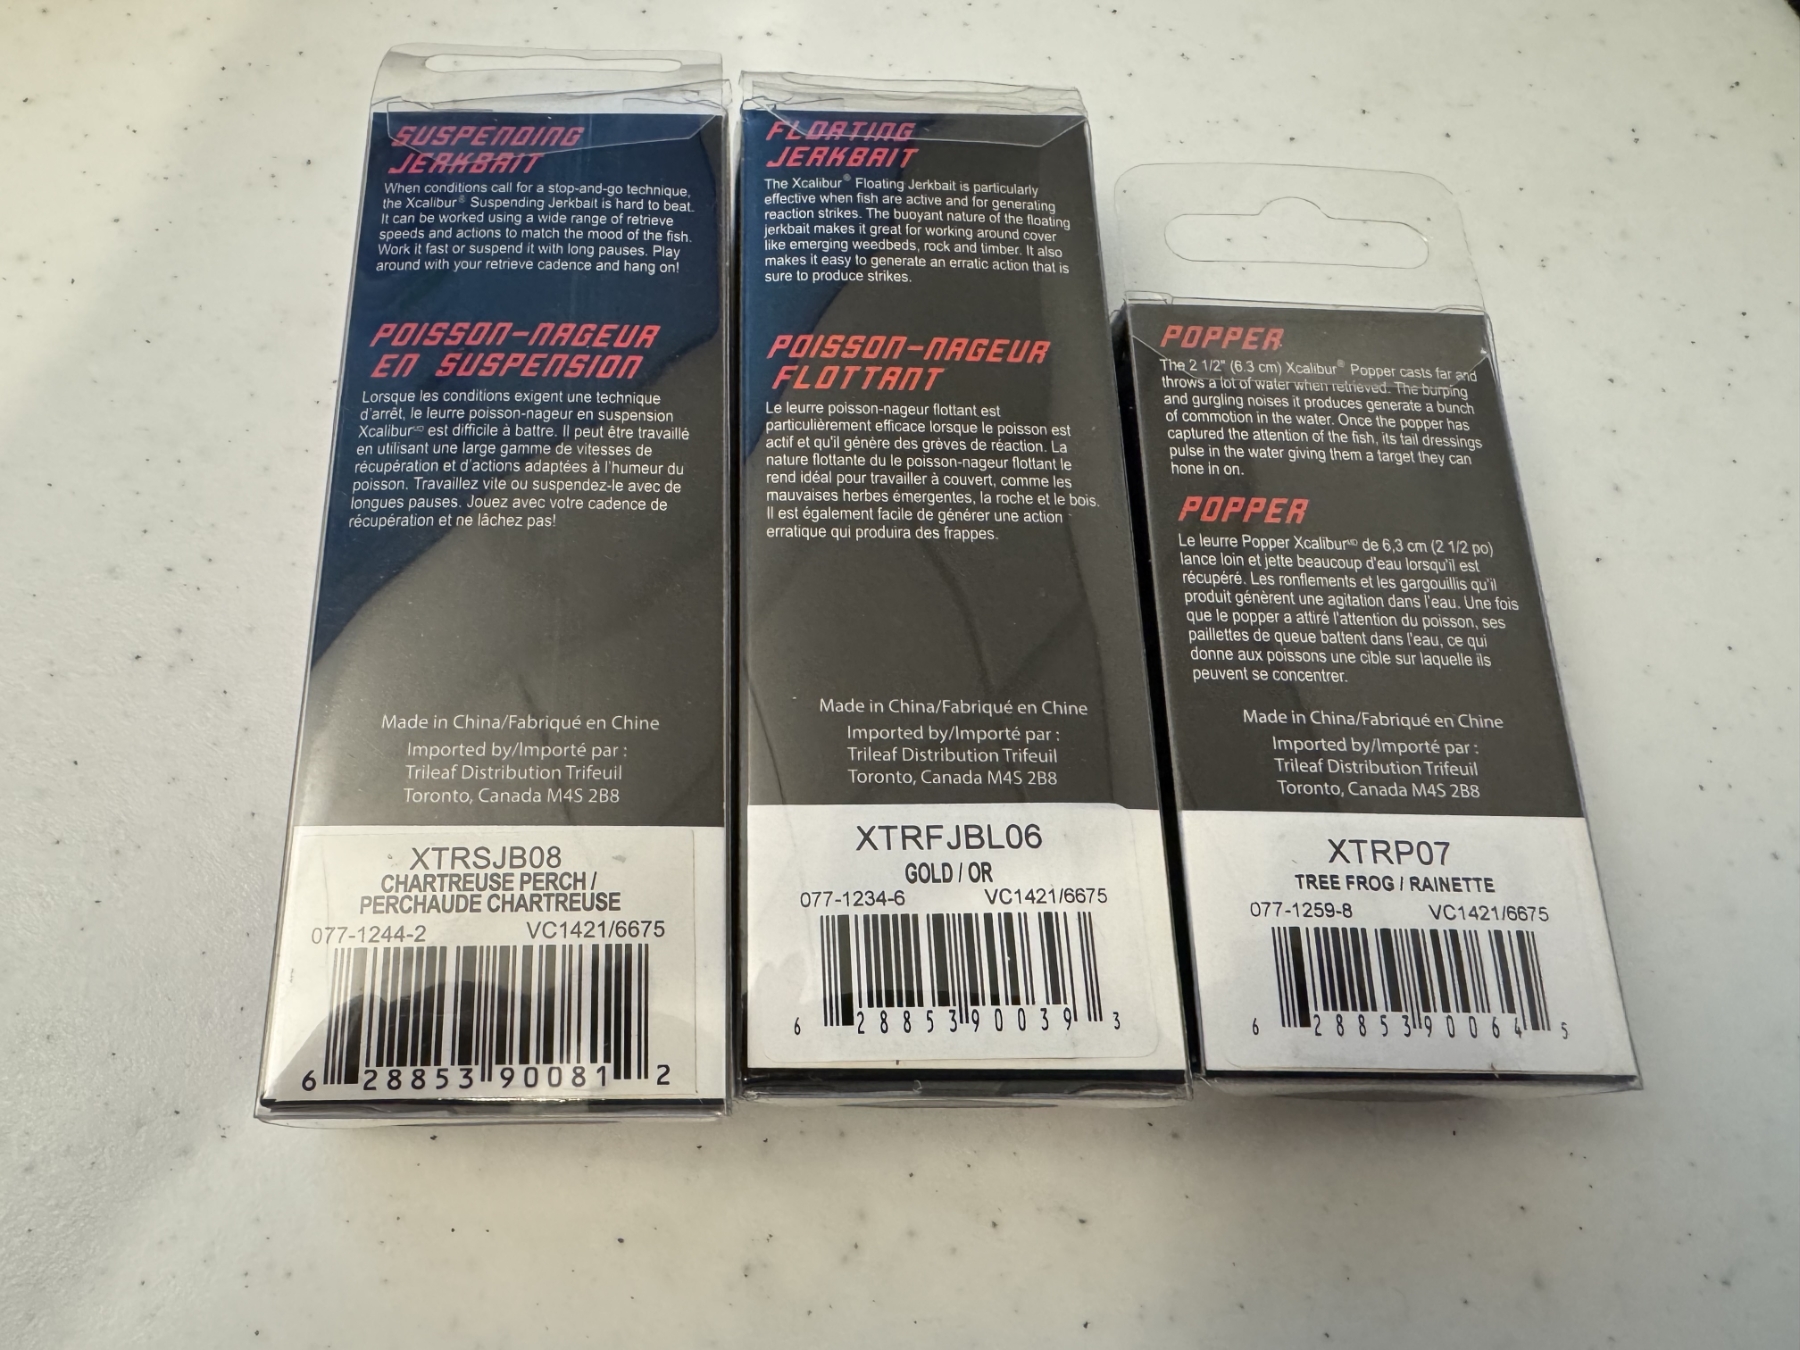 SUSPENDING
JERKBAIT
When conditions call for a stop-and-go technique,
the Xcalibur® Suspending Jerkbait is hard to beat.
It can be worked using a wide range of retrieve
speeds and actions to match the mood of the fish.
Work it fast or suspend it with long pauses. Play
around with your retrieve cadence and hang on!
POISSON-NAGEUR
EN SUSPENSION
Lorsque les conditions exigent une technique
d'arrêt, le leurre poisson-nageur en suspension
Xcalibur MD est difficile à battre. Il peut être travaillé
en utilisant une large gamme de vitesses de
récupération et d'actions adaptées à l'humeur du
poisson. Travaillez vite ou suspendez-le avec de
longues pauses. Jouez avec votre cadence de
récupération et ne lâchez pas!
Made in China/Fabriqué en Chine
Imported by/Importé par :
Trileaf Distribution Trifeuil
Toronto, Canada M4S 2B8
XTRSJB08
CHARTREUSE PERCH /
PERCHAUDE CHARTREUSE
077-1244-2 VC1421/6675
6 28853 90081 2
FLOATING
JERKBAIT
The Xcalibur® Floating Jerkbait is particularly
effective when fish are active and for generating
reaction strikes. The buoyant nature of the floating
jerkbait makes it great for working around cover
like emerging weedbeds, rock and timber. It also
makes it easy to generate an erratic action that is
sure to produce strikes.
POISSON-NAGEUR
FLOTTANT
Le leurre poisson-nageur flottant est
particulièrement efficace lorsque le poisson est
actif et qu'il génère des grèves de réaction. La
nature flottante du le poisson-nageur flottant le
rend idéal pour travailler à couvert, comme les
mauvaises herbes émergentes, la roche et le bois.
Il est également facile de générer une action
erratique qui produira des frappes.
Made in China/Fabriqué en Chine
Imported by/Importé par :
Trileaf Distribution Trifeuil
Toronto, Canada M4S 2B8
XTRFJBL06
GOLD / OR
077-1234-6 VC1421/6675
6 28853 90039 3
POPPER
The 2 1/2" (6.3 cm) Xcalibur® Popper casts far and
throws a lot of water when retrieved. The burping
and gurgling noises it produces generate a bunch
of commotion in the water. Once the popper has
captured the attention of the fish, its tail dressings
pulse in the water giving them a target they can
hone in on.
POPPER
Le leurre Popper Xcalibur MD de 6,3 cm (2 1/2 po)
lance loin et jette beaucoup d'eau lorsqu'il est
récupéré. Les ronflements et les gargouillis qu'il
produit génèrent une agitation dans l'eau. Une fois
que le popper a attiré l'attention du poisson, ses
paillettes de queue battent dans l'eau, ce qui
donne aux poissons une cible sur laquelle ils
peuvent se concentrer.
Made in China/Fabriqué en Chine
Imported by/Importé par :
Trileaf Distribution Trifeuil
Toronto, Canada M4S 2B8
XTRP07
TREE FROG / RAINETTE
077-1259-8 VC1421/6675
6 28853 90064 5